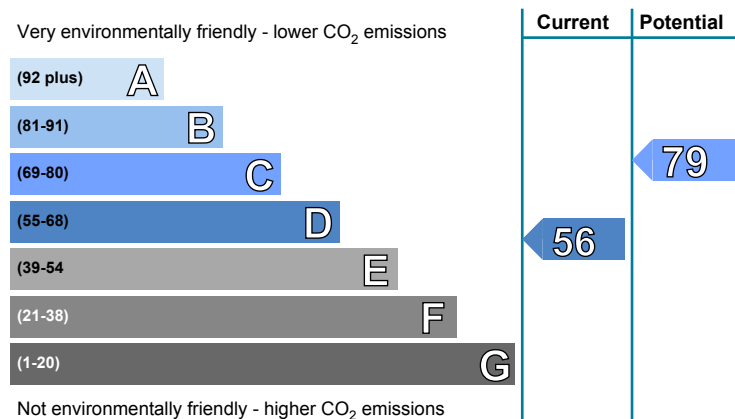 Very environmentally friendly - lower CO₂ emissions
Current
Potential
(92 plus) A
(81-91) B
(69-80) C
79
(55-68) D
56
(39-54 E
(21-38) F
(1-20) G
Not environmentally friendly - higher CO₂ emissions